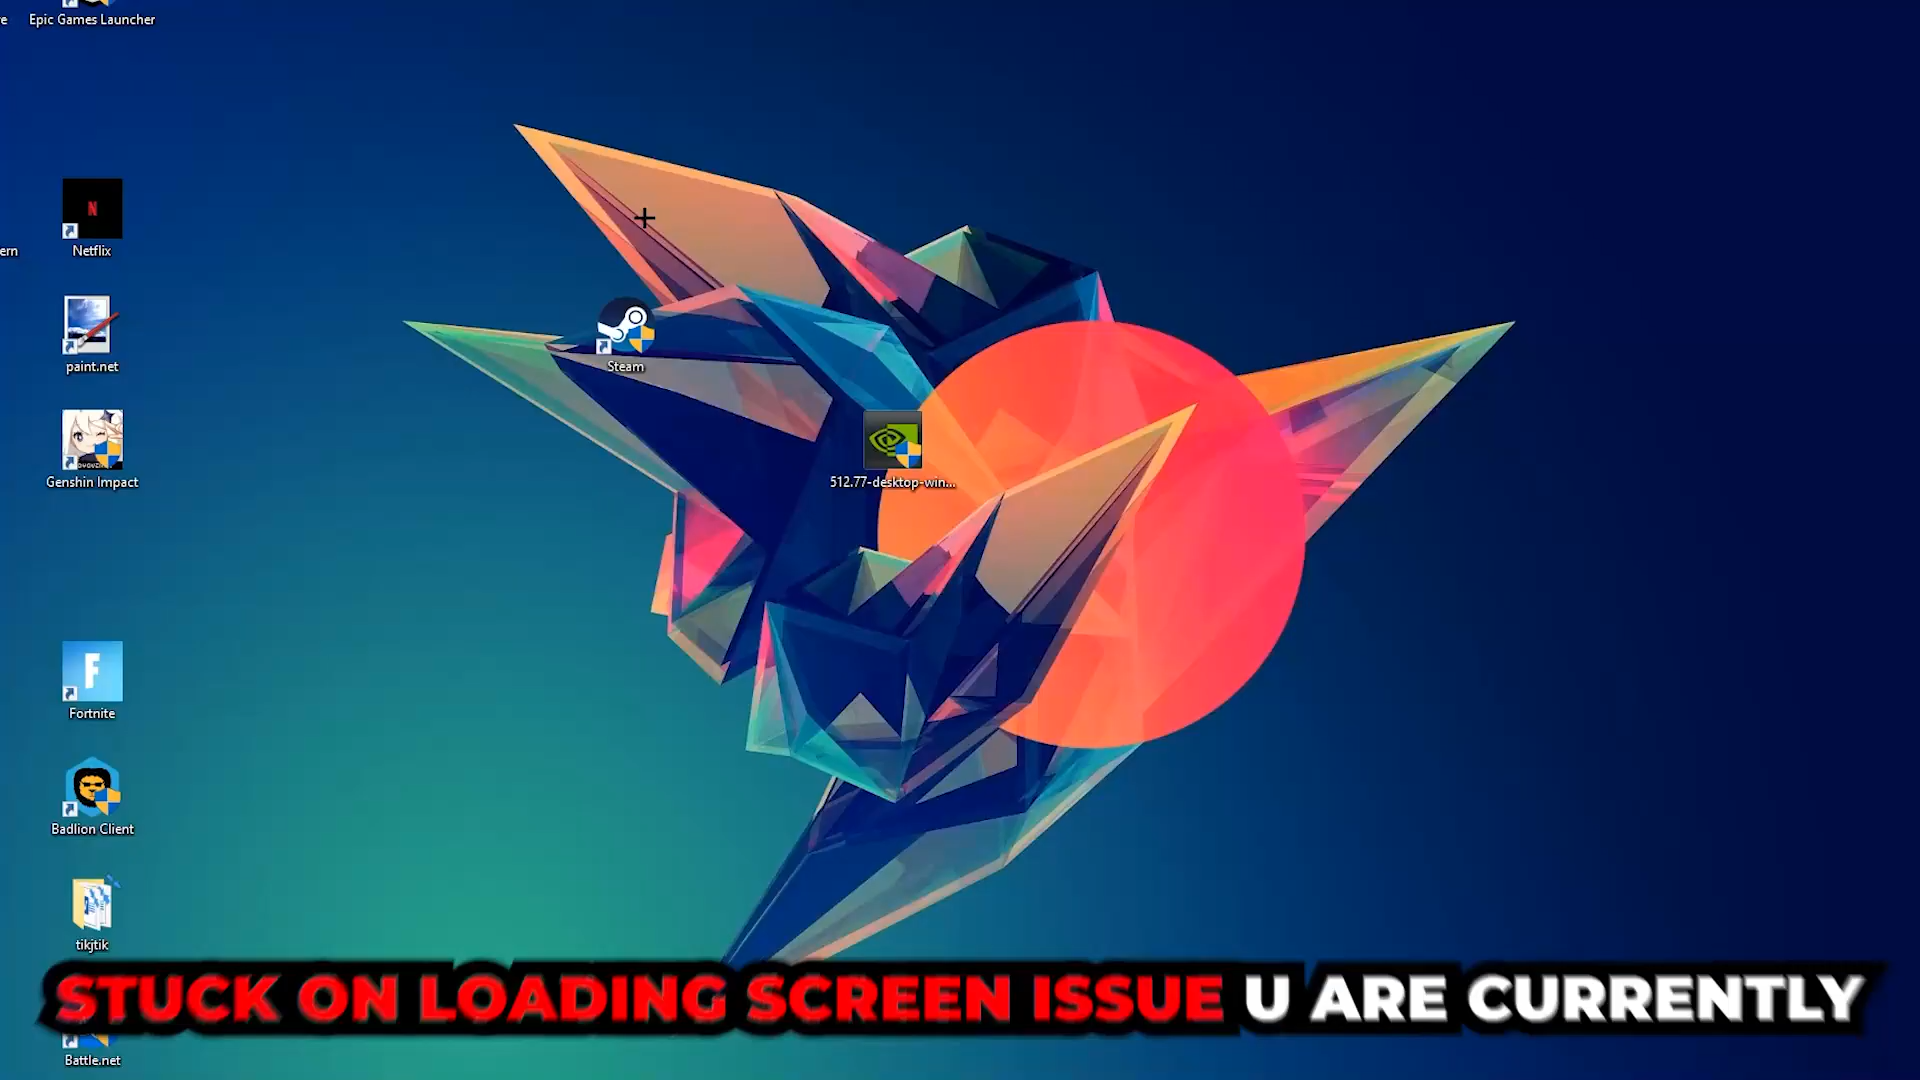 Epic Games Launcher
Netflix
ern
paint.net
Steam
Genshin Impact
512.77-desktop-win...
Fortnite
Badlion Client
tikjtik
STUCK ON LOADING SCREEN ISSUE U ARE CURRENTLY
Battle.net